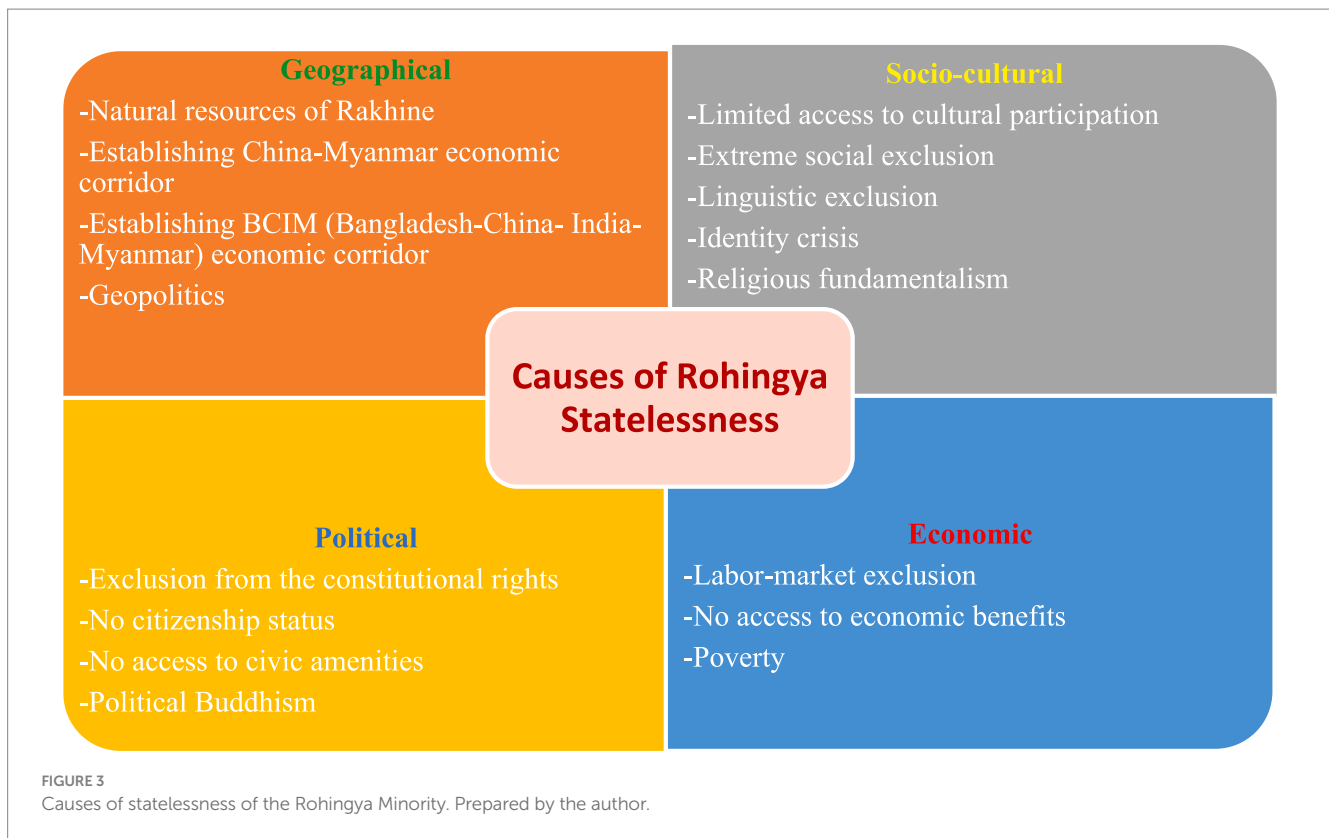 Geographical
-Natural resources of Rakhine
-Establishing China-Myanmar economic
corridor
-Establishing BCIM (Bangladesh-China- India-
Myanmar) economic corridor
-Geopolitics
Socio-cultural
-Limited access to cultural participation
-Extreme social exclusion
-Linguistic exclusion
-Identity crisis
-Religious fundamentalism
Causes of Rohingya
Statelessness
Political
-Exclusion from the constitutional rights
-No citizenship status
-No access to civic amenities
-Political Buddhism
Economic
-Labor-market exclusion
-No access to economic benefits
-Poverty
FIGURE 3
Causes of statelessness of the Rohingya Minority. Prepared by the author.